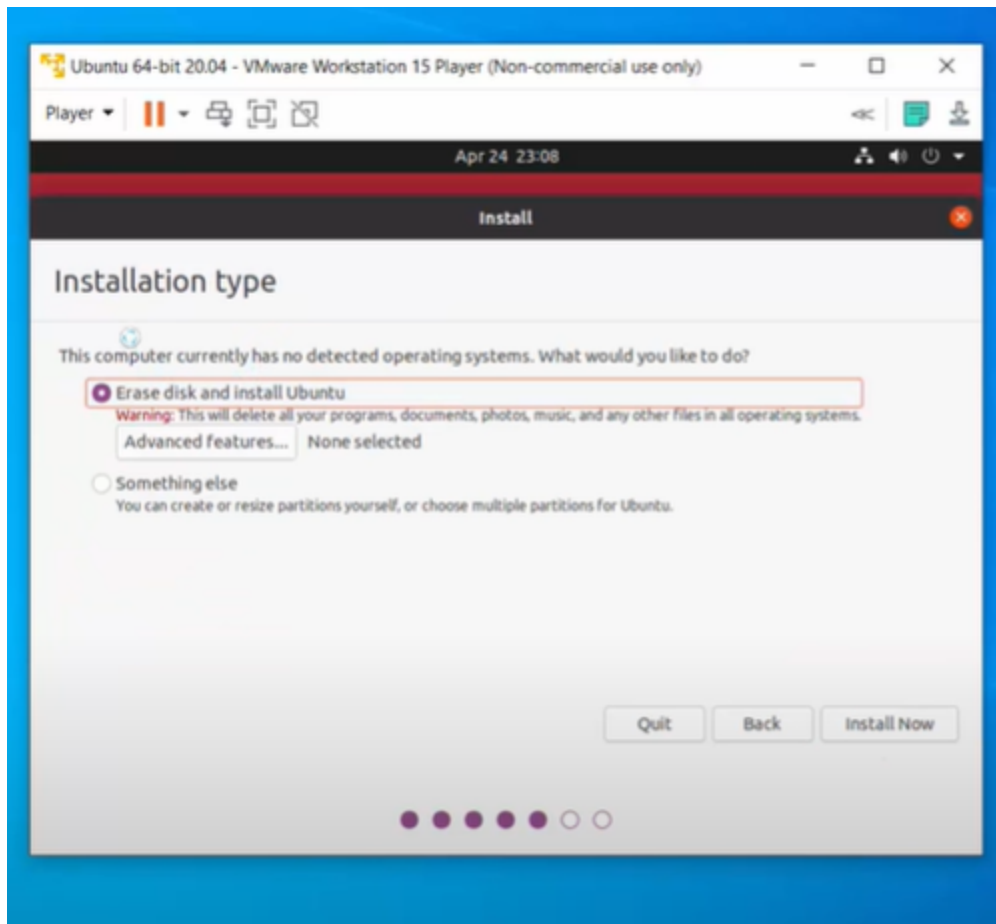 Ubuntu 64-bit 20.04 - VMware Workstation 15 Player (Non-commercial use only)
Player
Apr 24 23:08
Install
Installation type
This computer currently has no detected operating systems. What would you like to do?
Erase disk and install Ubuntu
Warning: This will delete all your programs, documents, photos, music, and any other files in all operating systems.
Advanced features... None selected
Something else
You can create or resize partitions yourself, or choose multiple partitions for Ubuntu.
Quit Back Install Now